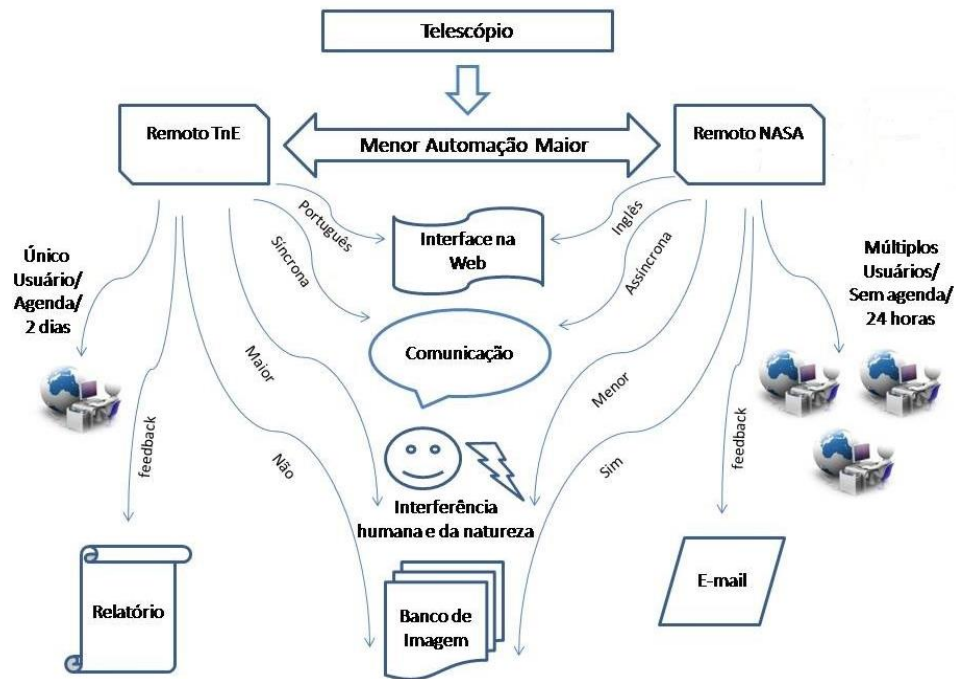 Telescópio
Remoto TnE
Menor Automação Maior
Remoto NASA
Português
Inglês
Interface na
Web
Síncrona
Assíncrona
Único
Usuário/
Agenda/
2 dias
Múltiplos
Usuários/
Sem agenda/
24 horas
Comunicação
Maior
Menor
feedback
Não
Sim
feedback
Interferência
humana e da natureza
Relatório
Banco de
Imagem
E-mail